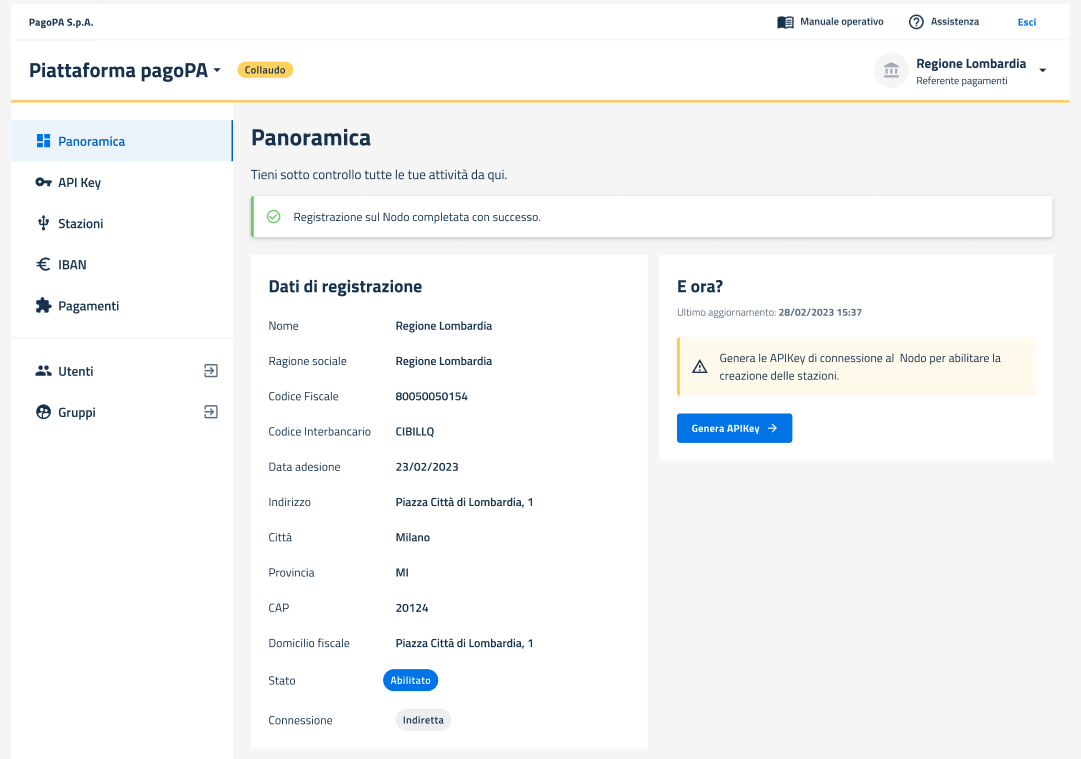 PagoPA S.p.A.
Manuale operativo
Assistenza
Esci
Piattaforma pagoPA
Collaudo
Regione Lombardia
Referente pagamenti
Panoramica
API Key
Stazioni
IBAN
Pagamenti
Utenti
Gruppi
Panoramica
Tieni sotto controllo tutte le tue attività da qui.
Registrazione sul Nodo completata con successo.
Dati di registrazione
Nome Regione Lombardia
Ragione sociale Regione Lombardia
Codice Fiscale 80050050154
Codice Interbancario CIBILLQ
Data adesione 23/02/2023
Indirizzo Piazza Città di Lombardia, 1
Città Milano
Provincia MI
CAP 20124
Domicilio fiscale Piazza Città di Lombardia, 1
Stato Abilitato
Connessione Indiretta
E ora?
Ultimo aggiornamento: 28/02/2023 15:37
Genera le APIKey di connessione al Nodo per abilitare la
creazione delle stazioni.
Genera APIKey